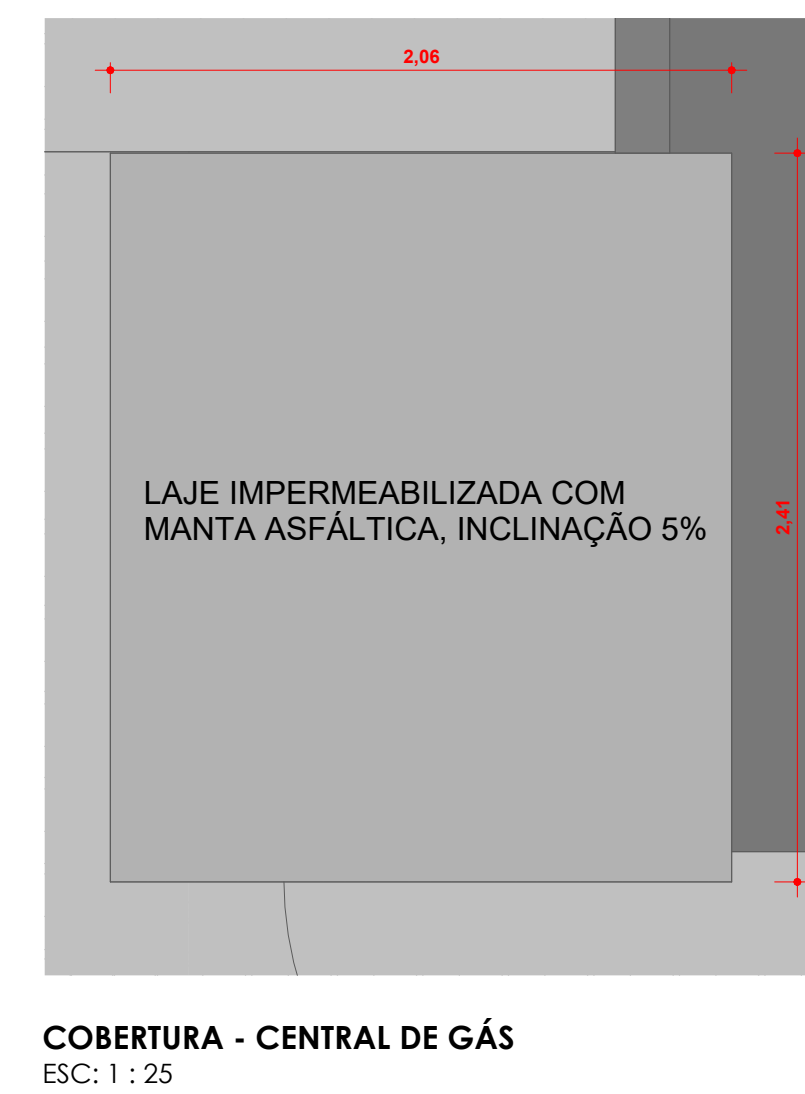 2,06
2,41
LAJE IMPERMEABILIZADA COM
MANTA ASFÁLTICA, INCLINAÇÃO 5%
COBERTURA - CENTRAL DE GÁS
ESC: 1 : 25